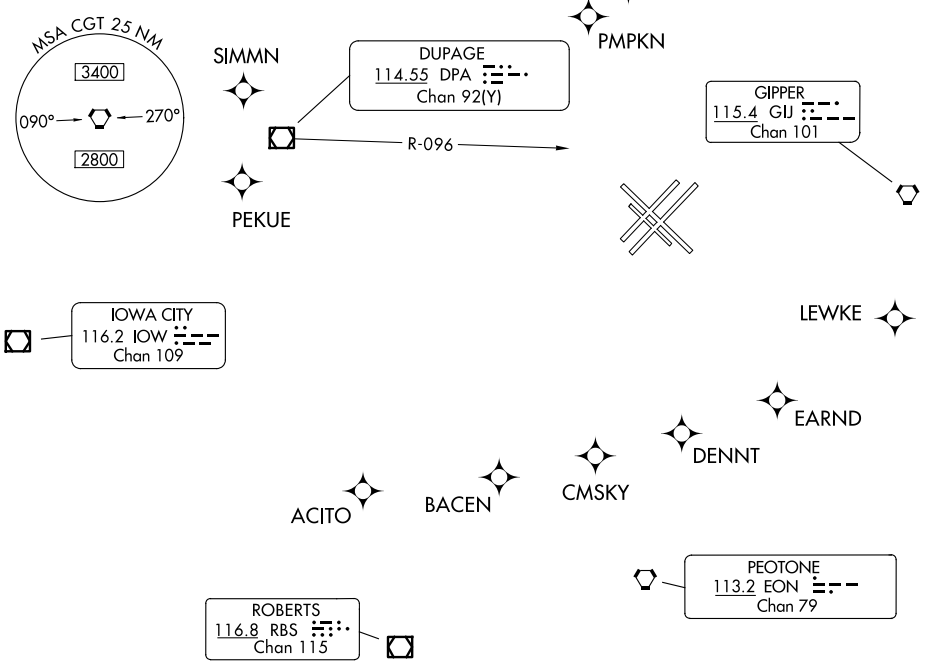 MSA CGT 25 NM
3400
090°
270°
2800
SIMMN
PEKUE
DUPAGE
114.55 DPA
Chan 92(Y)
R-096
PMPKN
GIPPER
115.4 GIJ
Chan 101
IOWA CITY
116.2 IOW
Chan 109
LEWKE
EARND
DENNT
CMSKY
BACEN
ACITO
PEOTONE
113.2 EON
Chan 79
ROBERTS
116.8 RBS
Chan 115